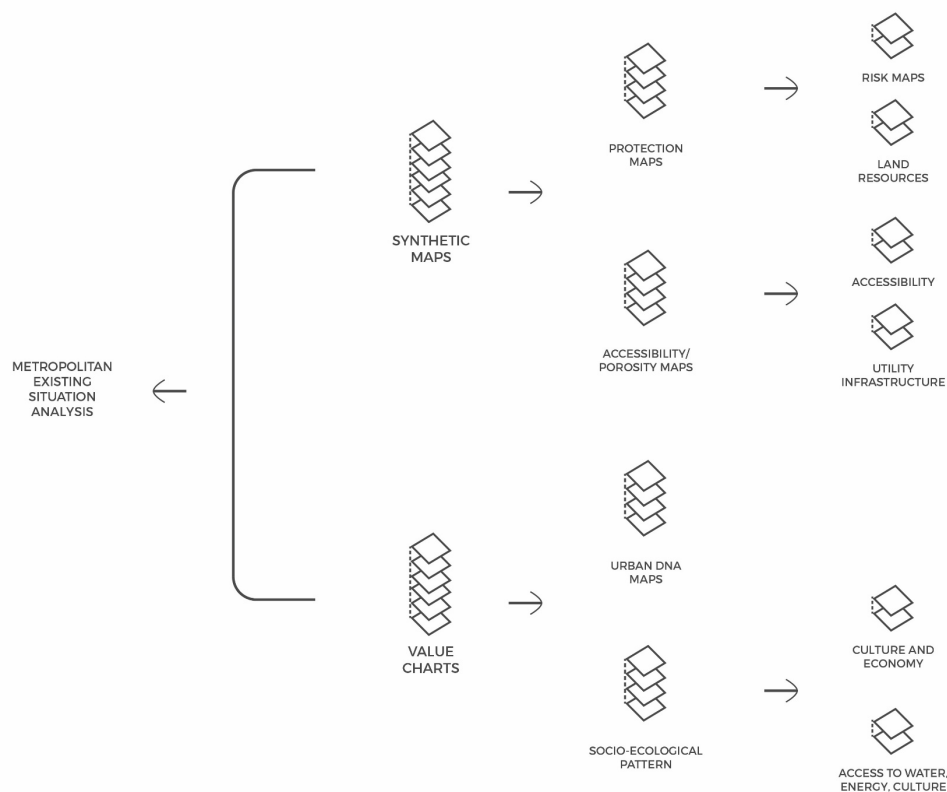 RISK MAPS
PROTECTION
MAPS
LAND
RESOURCES
SYNTHETIC
MAPS
ACCESSIBILITY
ACCESSIBILITY/
POROSITY MAPS
UTILITY
INFRASTRUCTURE
METROPOLITAN
EXISTING
SITUATION
ANALYSIS
URBAN DNA
MAPS
VALUE
CHARTS
CULTURE AND
ECONOMY
SOCIO-ECOLOGICAL
PATTERN
ACCESS TO WATER,
ENERGY, CULTURE